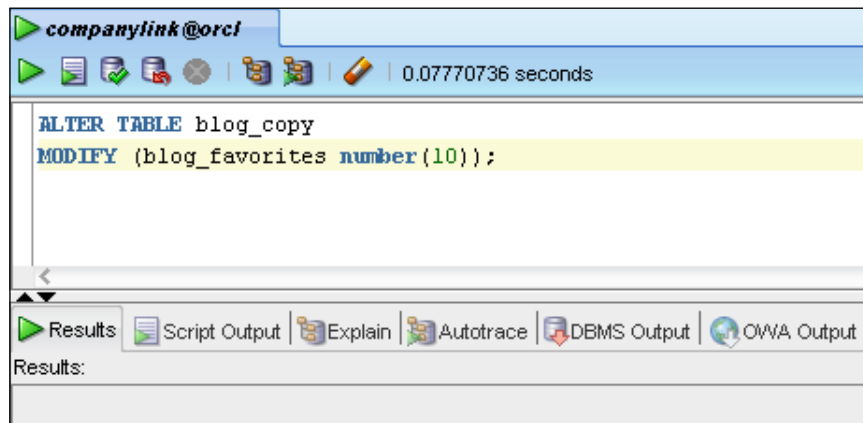 companylink@orcl
0.07770736 seconds
ALTER TABLE blog_copy
MODIFY (blog_favorites number(10));
Results Script Output Explain Autotrace DBMS Output OWA Output
Results: